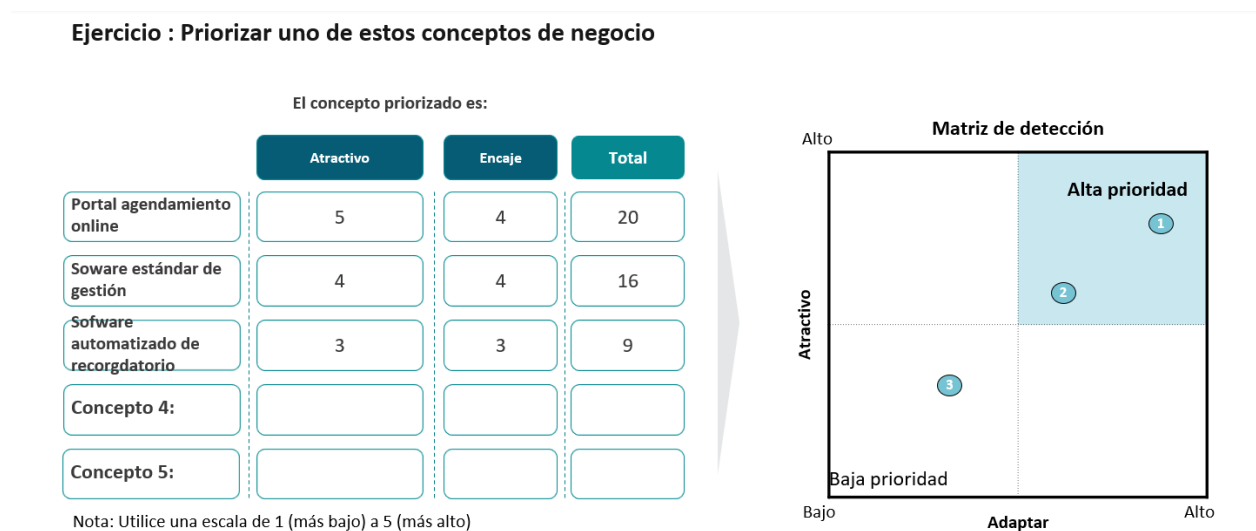 Ejercicio : Priorizar uno de estos conceptos de negocio
El concepto priorizado es:
Atractivo
Encaje
Total
Portal agendamiento
online
5
4
20
Soware estándar de
gestión
4
4
16
Sofware
automatizado de
recorgdatorio
3
3
9
Concepto 4:
Concepto 5:
Nota: Utilice una escala de 1 (más bajo) a 5 (más alto)
Matriz de detección
Alto
Alta prioridad
1
2
3
Atractivo
Baja prioridad
Bajo
Adaptar
Alto